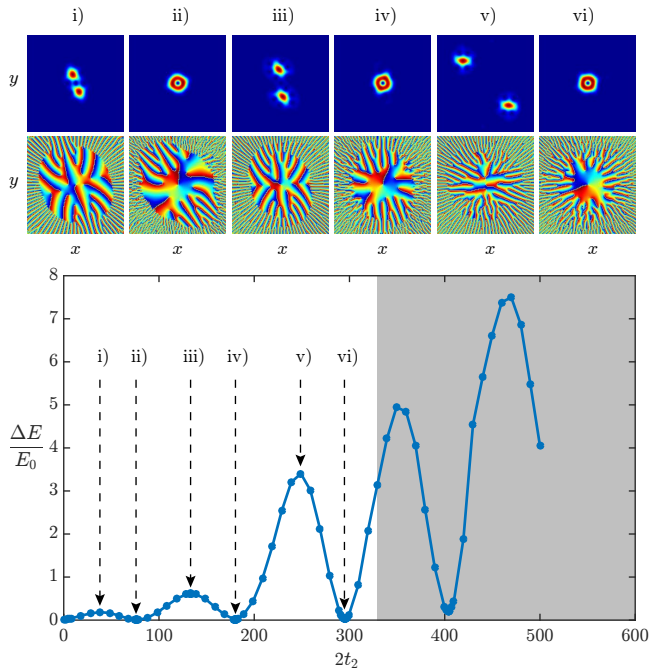 i) ii) iii) iv) v) vi)
y
y
x x x x x x
8
7
6
5
4
3
2
1
0
ΔE
E₀
i) ii) iii) iv) v) vi)
0 100 200 300 400 500 600
2t₂